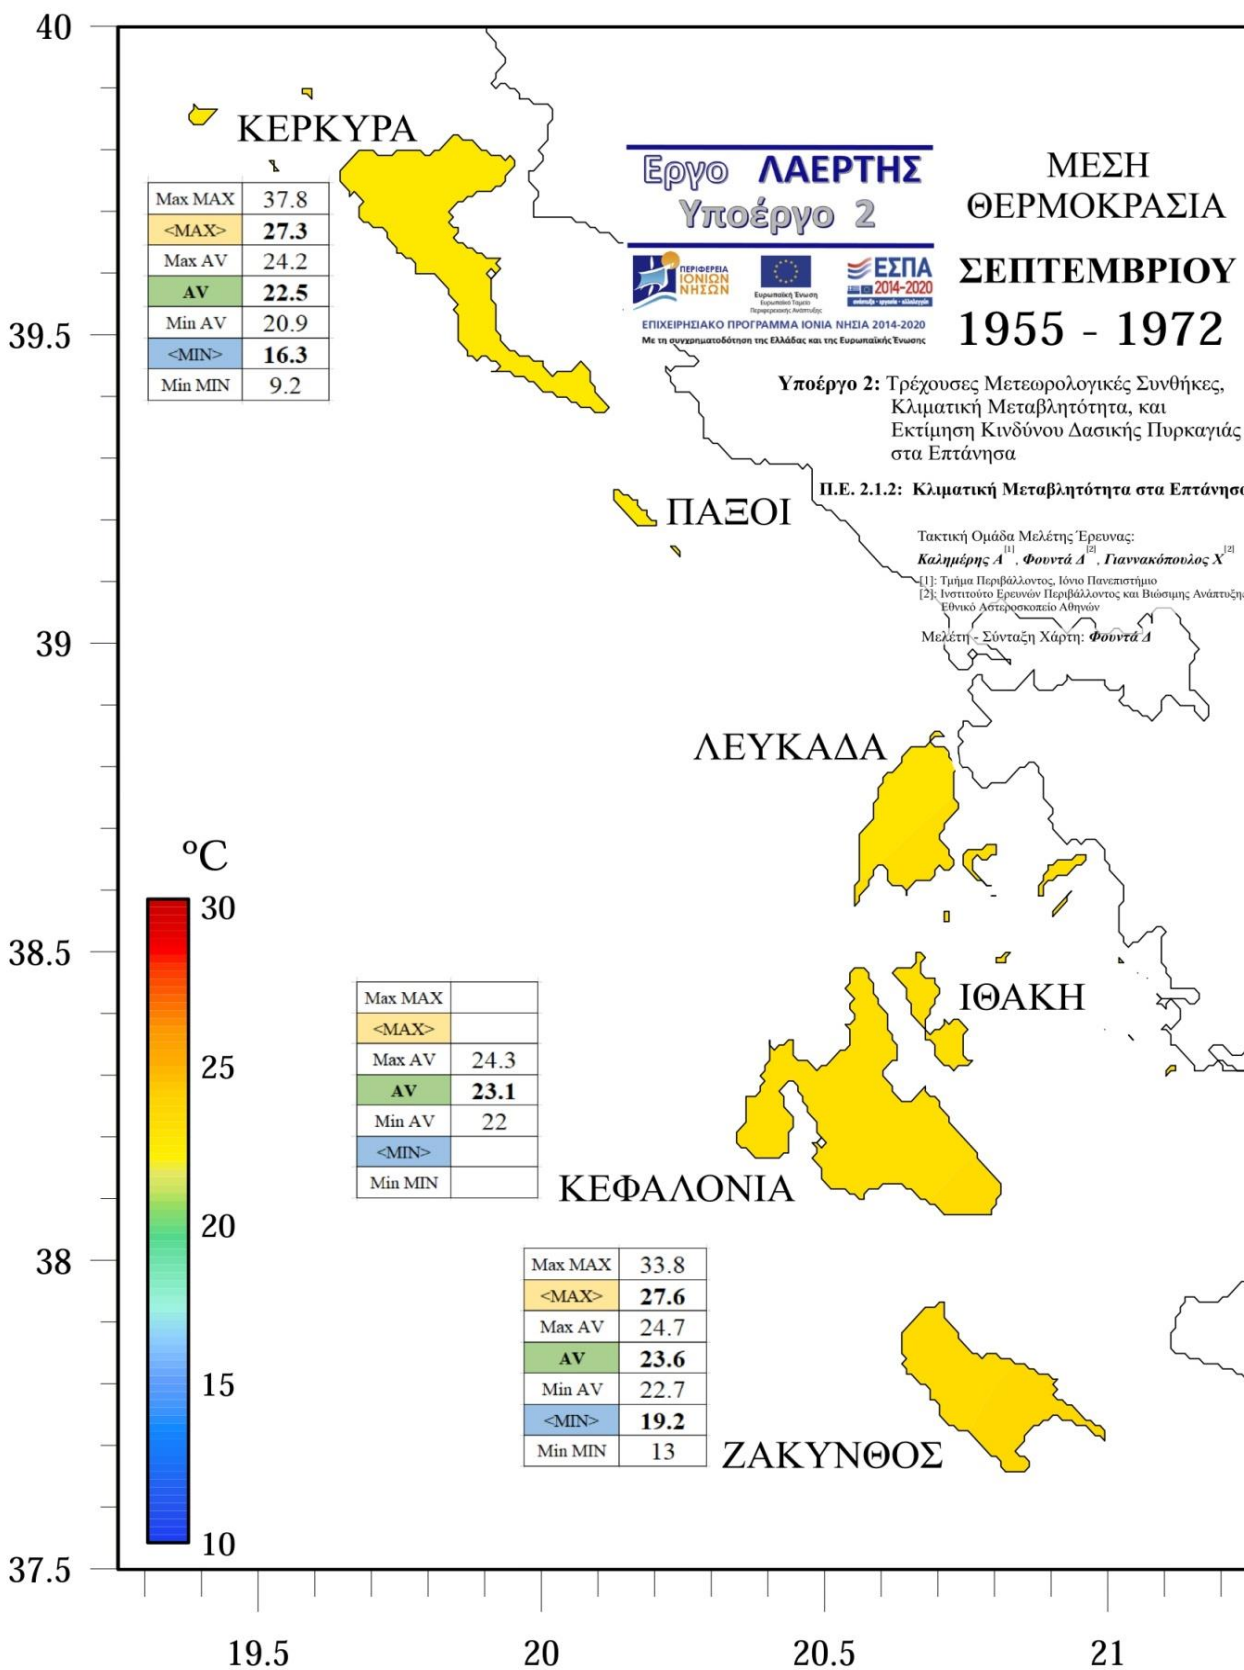 40
ΚΕΡΚΥΡΑ
Max MAX 37.8
<MAX> 27.3
Max AV 24.2
AV 22.5
Min AV 20.9
<MIN> 16.3
Min MIN 9.2
Εργο ΛΑΕΡΤΗΣ
Υποέργο 2
ΠΕΡΙΦΕΡΕΙΑ
ΙΟΝΙΩΝ
ΝΗΣΩΝ
Ευρωπαϊκή Ένωση
Ευρωπαϊκό Ταμείο
Περιφερειακής Ανάπτυξης
ΕΣΠΑ
2014-2020
ανάπτυξη - εργασία - αλληλεγγύη
ΕΠΙΧΕΙΡΗΣΙΑΚΟ ΠΡΟΓΡΑΜΜΑ ΙΟΝΙΑ ΝΗΣΙΑ 2014-2020
Με τη συγχρηματοδότηση της Ελλάδας και της Ευρωπαϊκής Ένωσης
ΜΕΣΗ
ΘΕΡΜΟΚΡΑΣΙΑ
ΣΕΠΤΕΜΒΡΙΟΥ
1955 - 1972
39.5
Υποέργο 2: Τρέχουσες Μετεωρολογικές Συνθήκες,
Κλιματική Μεταβλητότητα, και
Εκτίμηση Κινδύνου Δασικής Πυρκαγιάς
στα Επτάνησα
Π.Ε. 2.1.2: Κλιματική Μεταβλητότητα στα Επτάνησα
ΠΑΞΟΙ
Τακτική Ομάδα Μελέτης Έρευνας:
Καλημέρης Α[1], Φουντά Δ[2], Γιαννακόπουλος Χ[2]
[1]: Τμήμα Περιβάλλοντος, Ιόνιο Πανεπιστήμιο
[2]: Ινστιτούτο Ερευνών Περιβάλλοντος και Βιώσιμης Ανάπτυξης
Εθνικό Αστεροσκοπείο Αθηνών
Μελέτη - Σύνταξη Χάρτη: Φουντά Δ
39
ΛΕΥΚΑΔΑ
ºC
30
25
20
15
10
38.5
ΙΘΑΚΗ
Max MAX
<MAX>
Max AV 24.3
AV 23.1
Min AV 22
<MIN>
Min MIN
ΚΕΦΑΛΟΝΙΑ
38
Max MAX 33.8
<MAX> 27.6
Max AV 24.7
AV 23.6
Min AV 22.7
<MIN> 19.2
Min MIN 13
ΖΑΚΥΝΘΟΣ
37.5
19.5 20 20.5 21